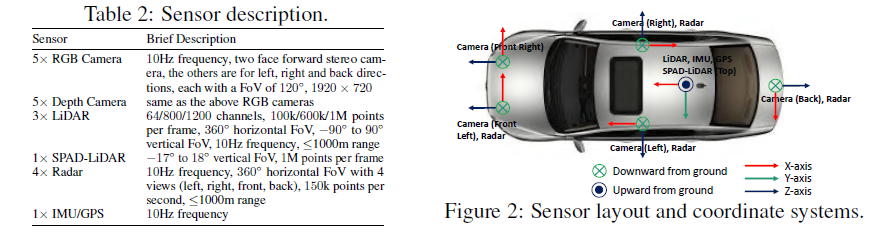 Table 2: Sensor description.
Sensor Brief Description
5× RGB Camera 10Hz frequency, two face forward stereo cam-
era, the others are for left, right and back direc-
tions, each with a FoV of 120°, 1920 × 720
5× Depth Camera same as the above RGB cameras
3× LiDAR 64/800/1200 channels, 100k/600k/1M points
per frame, 360° horizontal FoV, −90° to 90°
vertical FoV, 10Hz frequency, ≤1000m range
1× SPAD-LiDAR −17° to 18° vertical FoV, 1M points per frame
4× Radar 10Hz frequency, 360° horizontal FoV with 4
views (left, right, front, back), 150k points per
second, ≤1000m range
1× IMU/GPS 10Hz frequency
Camera (Right), Radar
Camera (Front Right)
LiDAR, IMU, GPS
SPAD-LiDAR (Top)
Camera (Back), Radar
Camera (Front
Left), Radar
Camera (Left), Radar
Downward from ground
Upward from ground
X-axis
Y-axis
Z-axis
Figure 2: Sensor layout and coordinate systems.